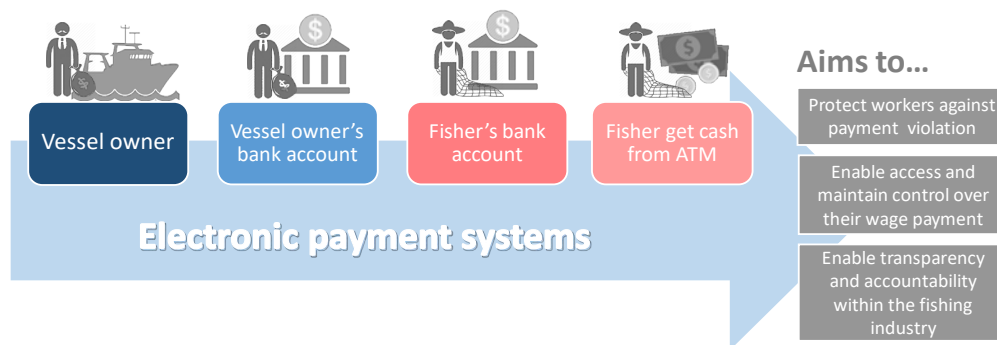 Vessel owner
Vessel owner's
bank account
Fisher's bank
account
Fisher get cash
from ATM
Electronic payment systems
Aims to...
Protect workers against
payment violation
Enable access and
maintain control over
their wage payment
Enable transparency
and accountability
within the fishing
industry